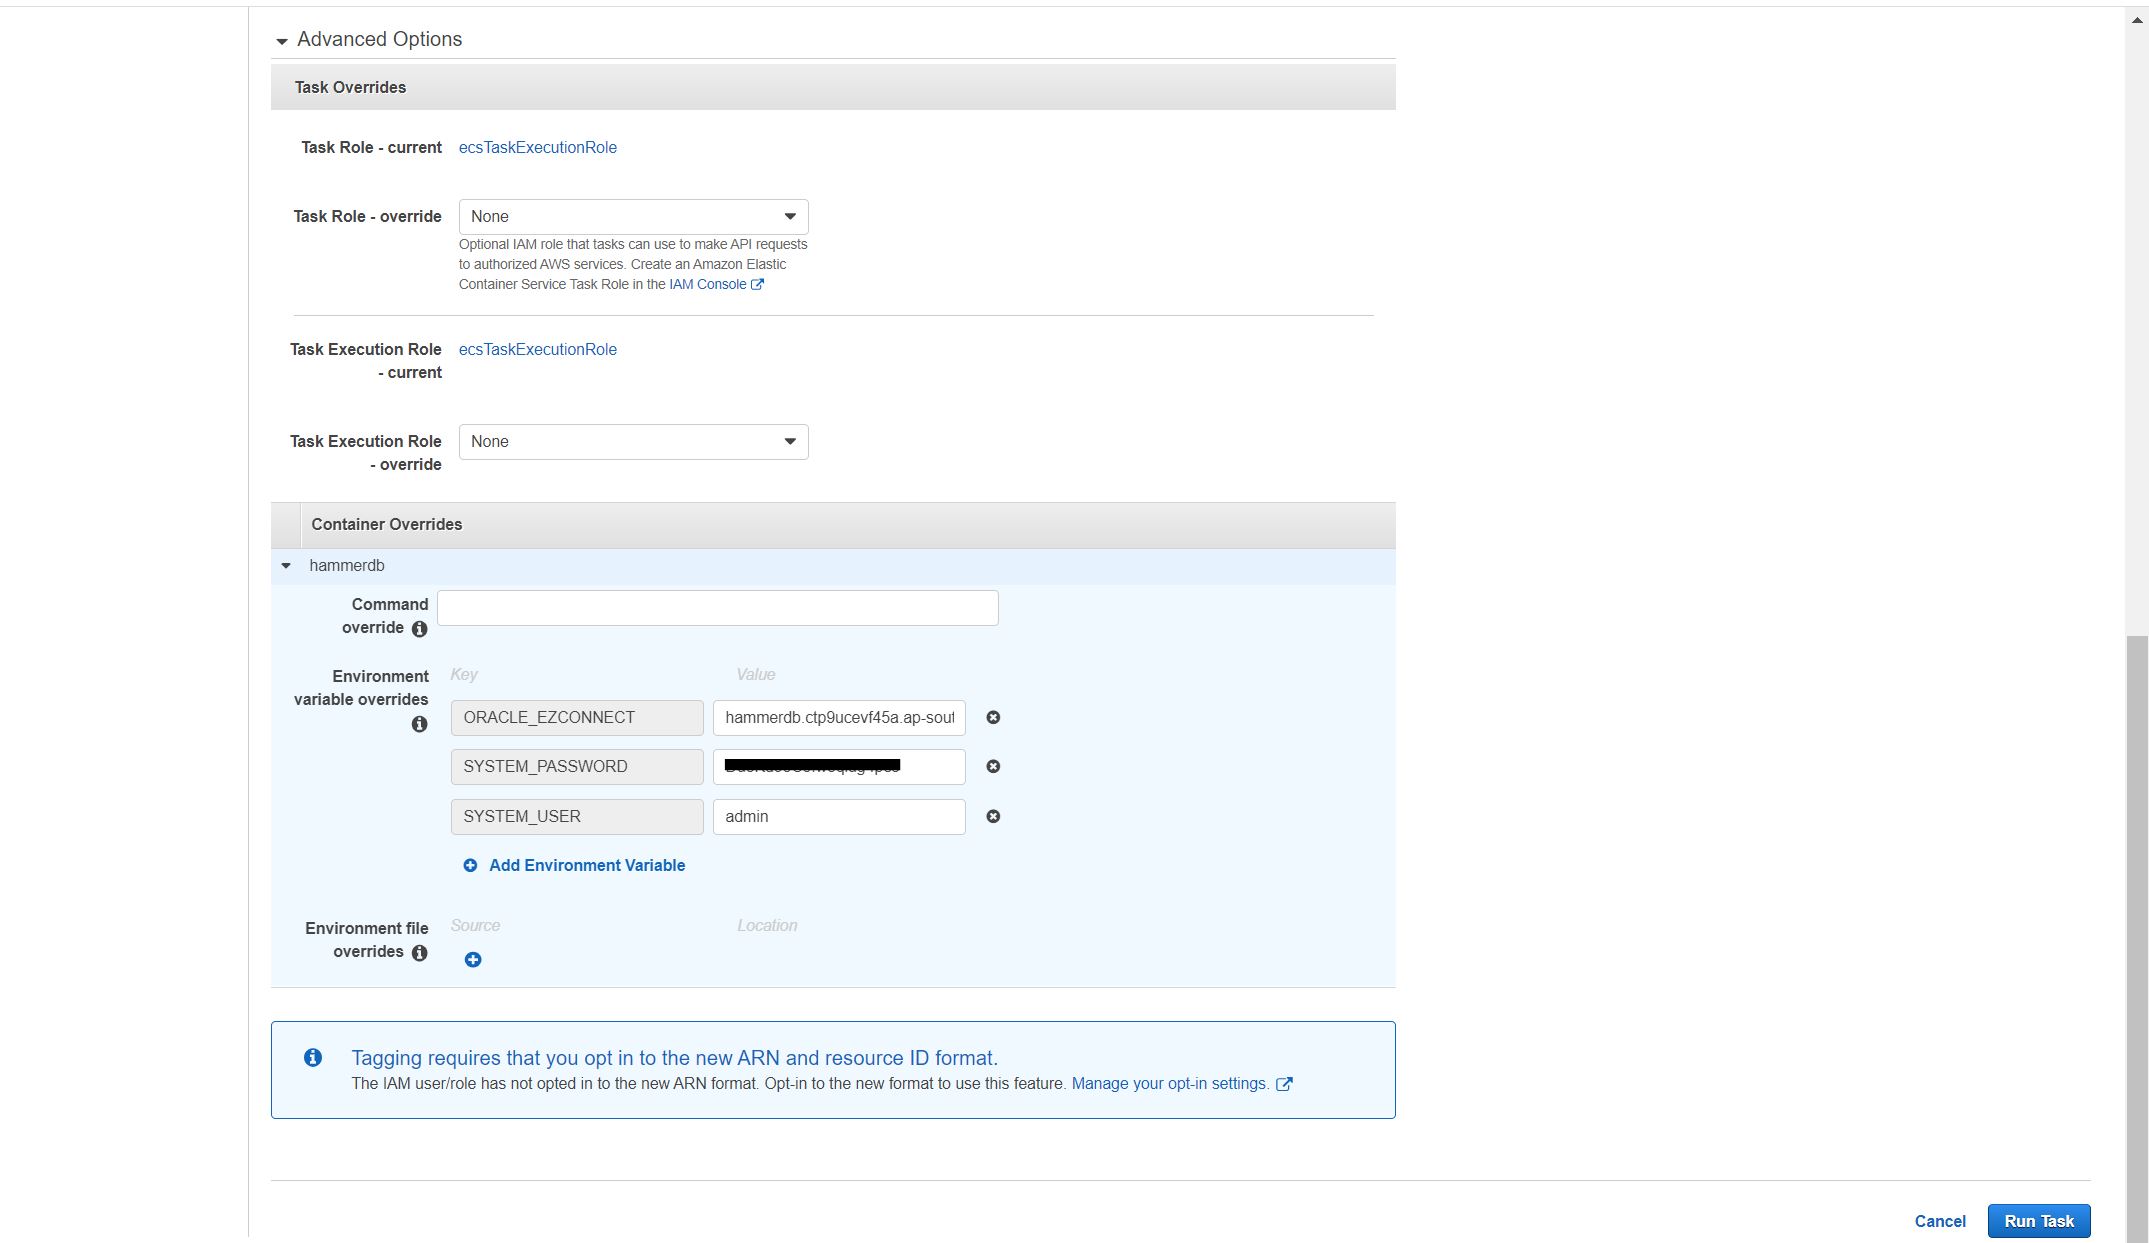 Advanced Options
Task Overrides
Task Role - current
ecsTaskExecutionRole
Task Role - override
None
Optional IAM role that tasks can use to make API requests
to authorized AWS services. Create an Amazon Elastic
Container Service Task Role in the IAM Console
Task Execution Role
- current
ecsTaskExecutionRole
Task Execution Role
- override
None
Container Overrides
hammerdb
Command
override
Environment
variable overrides
Key
Value
ORACLE_EZCONNECT
hammerdb.ctp9ucevf45a.ap-sout
SYSTEM_PASSWORD
SYSTEM_USER
admin
Add Environment Variable
Environment file
overrides
Source
Location
Tagging requires that you opt in to the new ARN and resource ID format.
The IAM user/role has not opted in to the new ARN format. Opt-in to the new format to use this feature. Manage your opt-in settings.
Cancel
Run Task